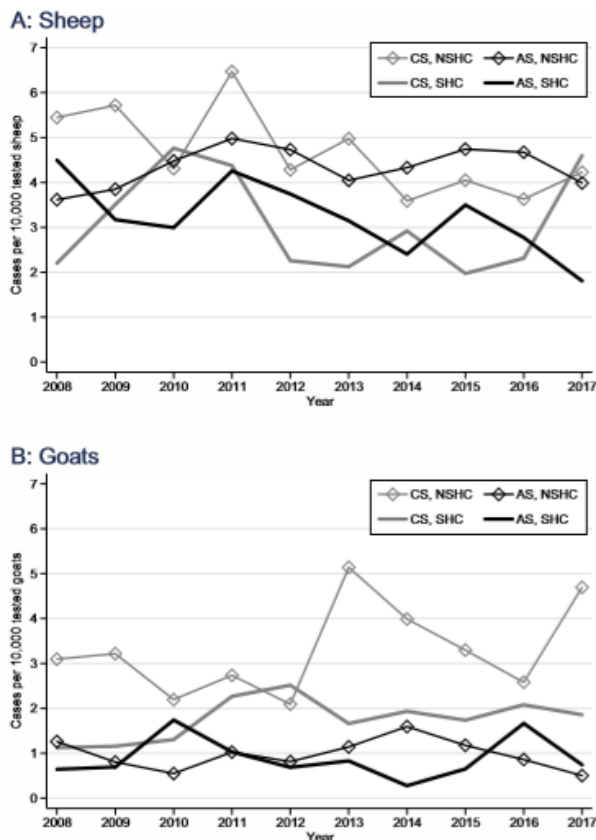 A: Sheep
7
CS, NSHC AS, NSHC
CS, SHC AS, SHC
6
5
4
3
2
1
0
Cases per 10,000 tested sheep
2008 2009 2010 2011 2012 2013 2014 2015 2016 2017
Year
B: Goats
7
CS, NSHC AS, NSHC
CS, SHC AS, SHC
6
5
4
3
2
1
0
Cases per 10,000 tested goats
2008 2009 2010 2011 2012 2013 2014 2015 2016 2017
Year